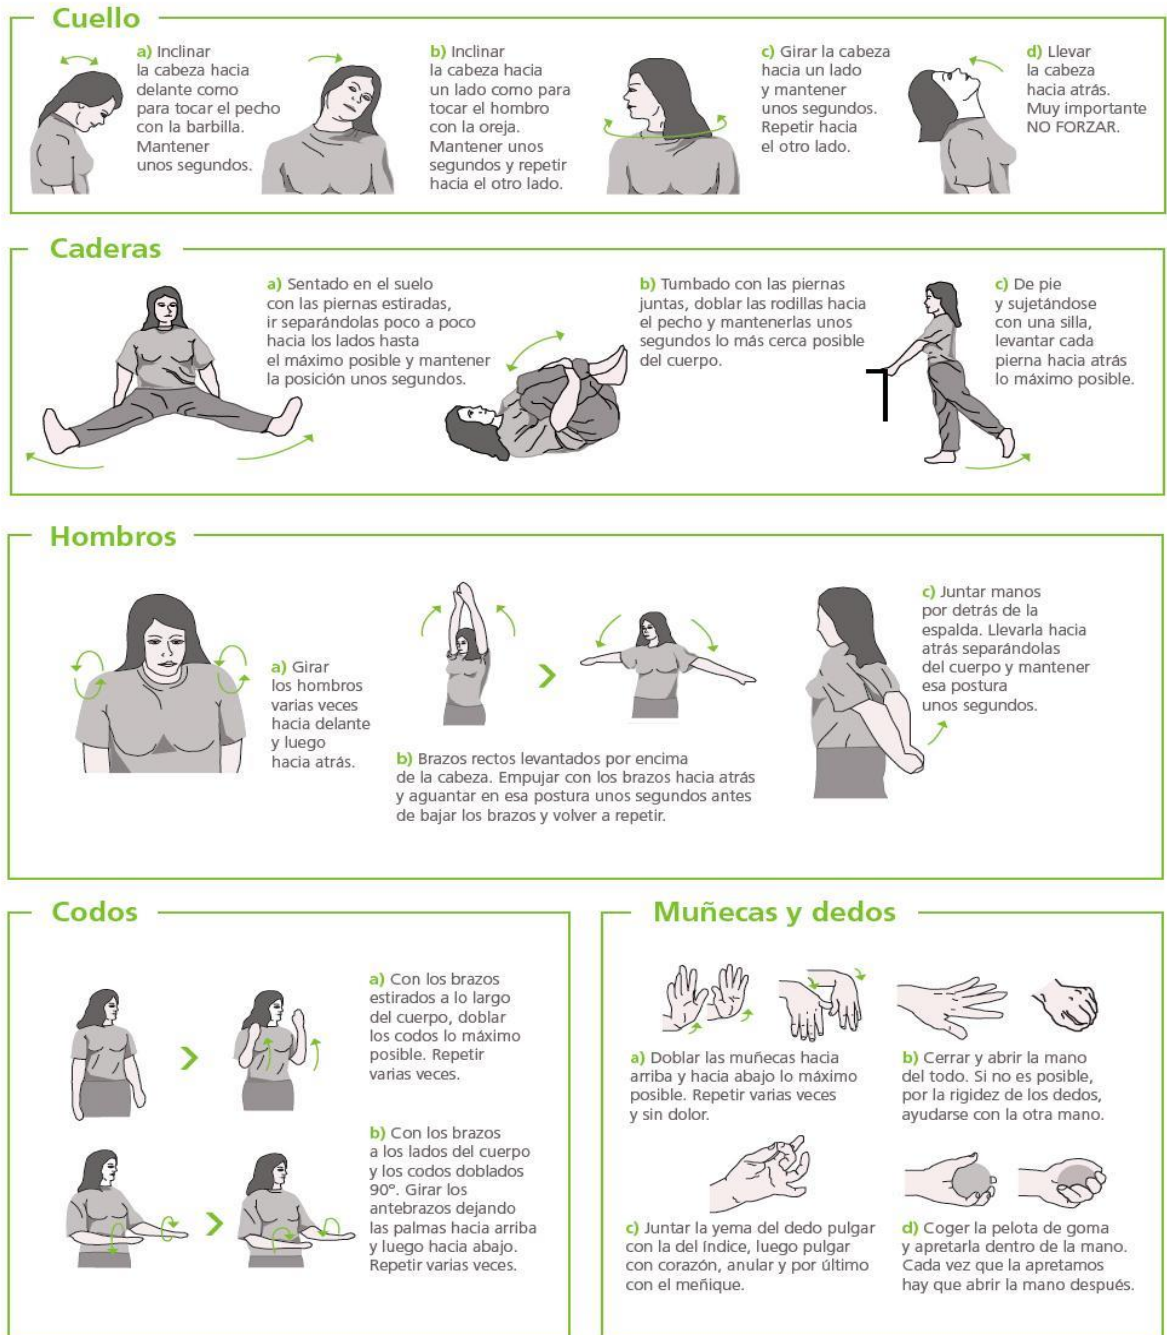 Cuello
a) Inclinar
la cabeza hacia
delante como
para tocar el pecho
con la barbilla.
Mantener
unos segundos.
b) Inclinar
la cabeza hacia
un lado como para
tocar el hombro
con la oreja.
Mantener unos
segundos y repetir
hacia el otro lado.
c) Girar la cabeza
hacia un lado
y mantener
unos segundos.
Repetir hacia
el otro lado.
d) Llevar
la cabeza
hacia atrás.
Muy importante
NO FORZAR.
Caderas
a) Sentado en el suelo
con las piernas estiradas,
ir separándolas poco a poco
hacia los lados hasta
el máximo posible y mantener
la posición unos segundos.
b) Tumbado con las piernas
juntas, doblar las rodillas hacia
el pecho y mantenerlas unos
segundos lo más cerca posible
del cuerpo.
c) De pie
y sujetándose
con una silla,
levantar cada
pierna hacia atrás
lo máximo posible.
Hombros
a) Girar
los hombros
varias veces
hacia delante
y luego
hacia atrás.
b) Brazos rectos levantados por encima
de la cabeza. Empujar con los brazos hacia atrás
y aguantar en esa postura unos segundos antes
de bajar los brazos y volver a repetir.
c) Juntar manos
por detrás de la
espalda. Llevarla hacia
atrás separándolas
del cuerpo y mantener
esa postura
unos segundos.
Codos
a) Con los brazos
estirados a lo largo
del cuerpo, doblar
los codos lo máximo
posible. Repetir
varias veces.
b) Con los brazos
a los lados del cuerpo
y los codos doblados
90º. Girar los
antebrazos dejando
las palmas hacia arriba
y luego hacia abajo.
Repetir varias veces.
Muñecas y dedos
a) Doblar las muñecas hacia
arriba y hacia abajo lo máximo
posible. Repetir varias veces
y sin dolor.
b) Cerrar y abrir la mano
del todo. Si no es posible,
por la rigidez de los dedos,
ayudarse con la otra mano.
c) Juntar la yema del dedo pulgar
con la del índice, luego pulgar
con corazón, anular y por último
con el meñique.
d) Coger la pelota de goma
y apretarla dentro de la mano.
Cada vez que la apretamos
hay que abrir la mano después.